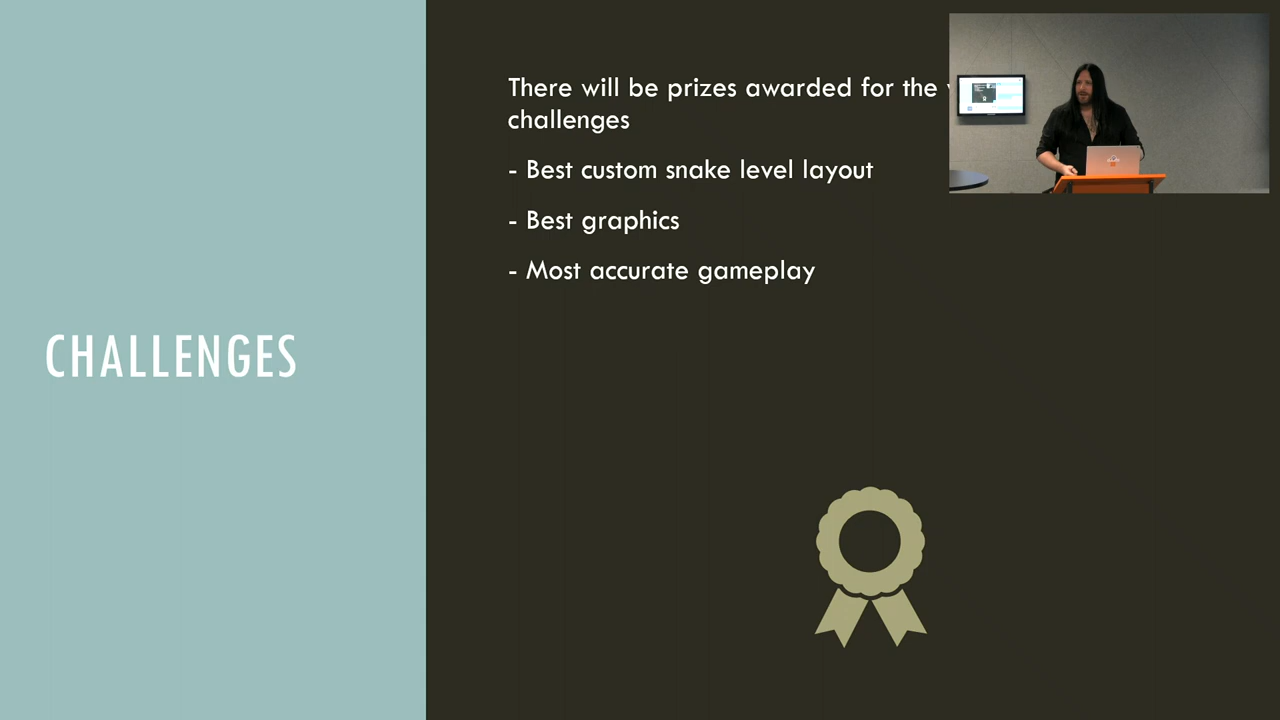 There will be prizes awarded for the
challenges
- Best custom snake level layout
- Best graphics
- Most accurate gameplay
CHALLENGES